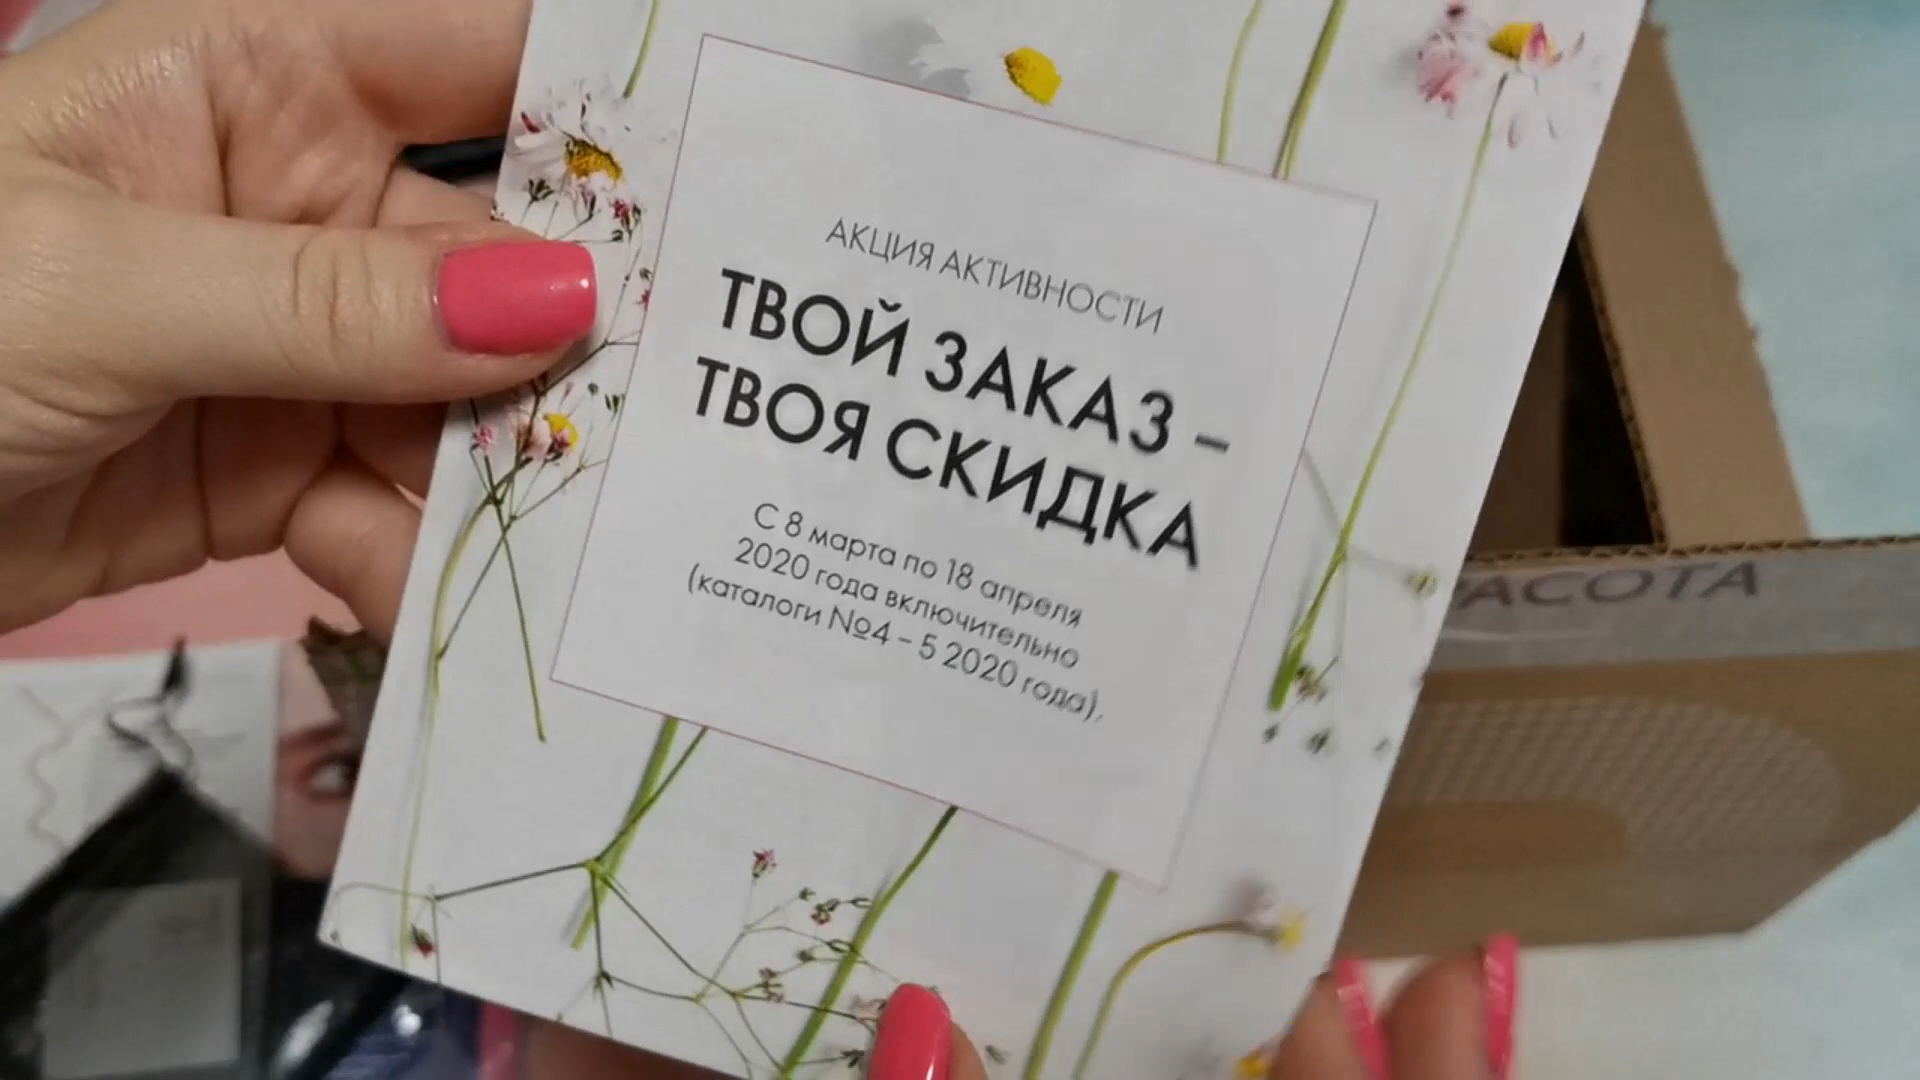 АКЦИЯ АКТИВНОСТИ
ТВОЙ ЗАКАЗ –
ТВОЯ СКИДКА
С 8 марта по 18 апреля
2020 года включительно
(каталоги №4 – 5 2020 года).
РАСОТА